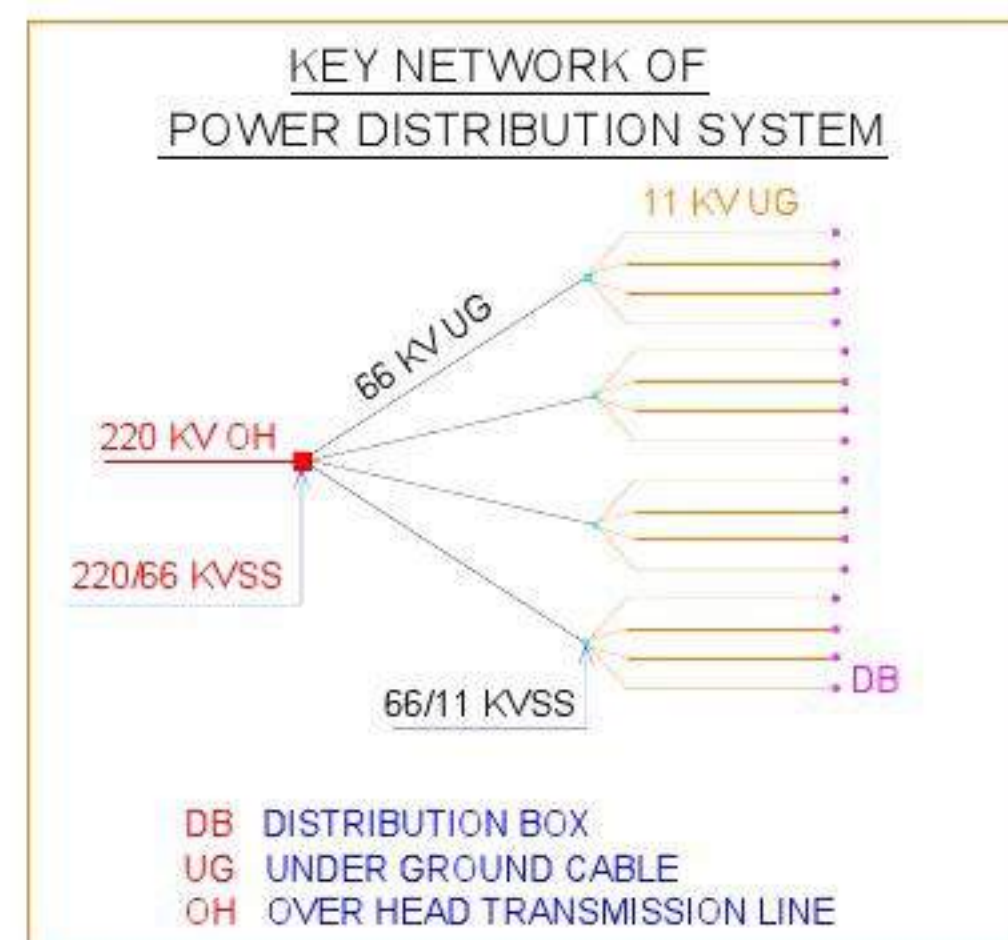 KEY NETWORK OF
POWER DISTRIBUTION SYSTEM
11 KV UG
66 KV UG
220 KV OH
220/66 KVSS
DB
66/11 KVSS
DB DISTRIBUTION BOX
UG UNDER GROUND CABLE
OH OVER HEAD TRANSMISSION LINE